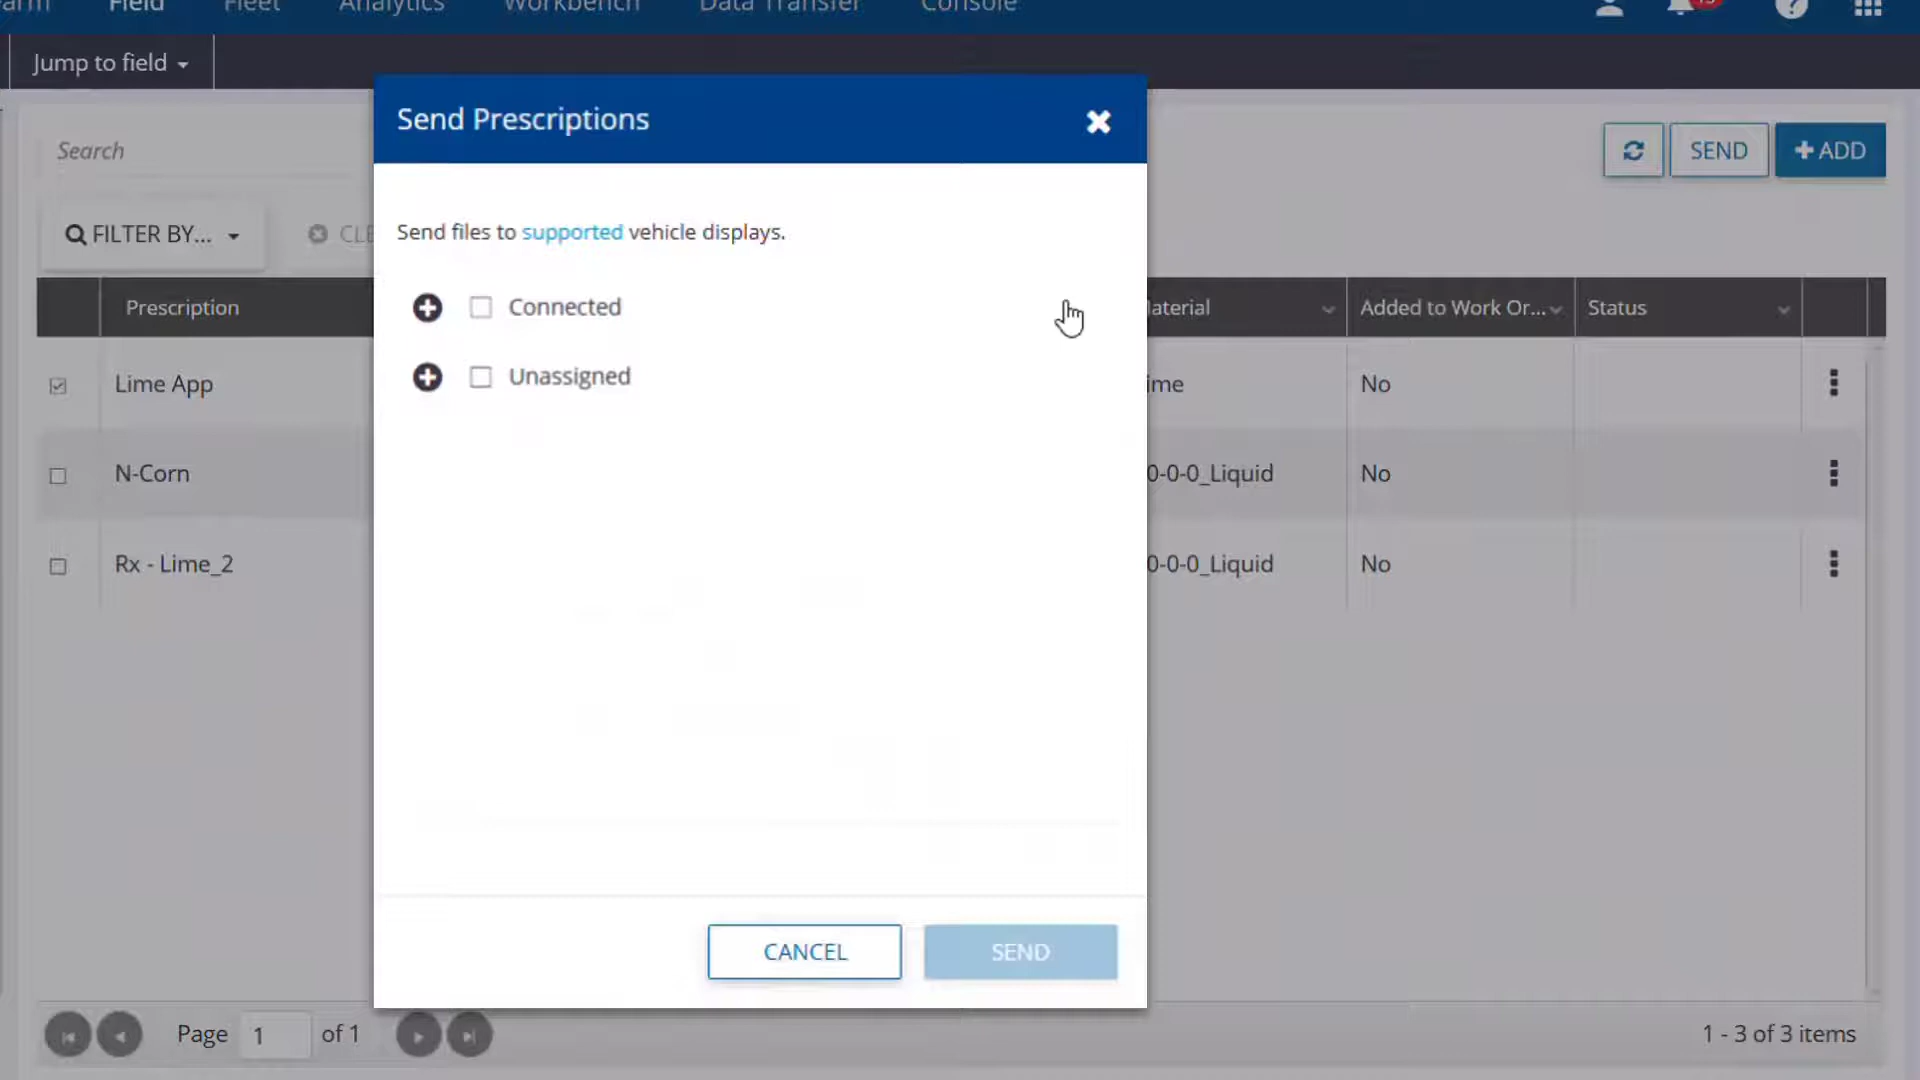 Field Fleet Analytics Workbench Data Transfer Console
Jump to field
Send Prescriptions
Search
SEND
ADD
FILTER BY...
Send files to supported vehicle displays.
Connected
Unassigned
Prescription
Added to Work Or...
Status
Lime App
No
N-Corn
0-0-0_Liquid
No
Rx - Lime_2
0-0-0_Liquid
No
CANCEL
SEND
Page 1 of 1
1 - 3 of 3 items